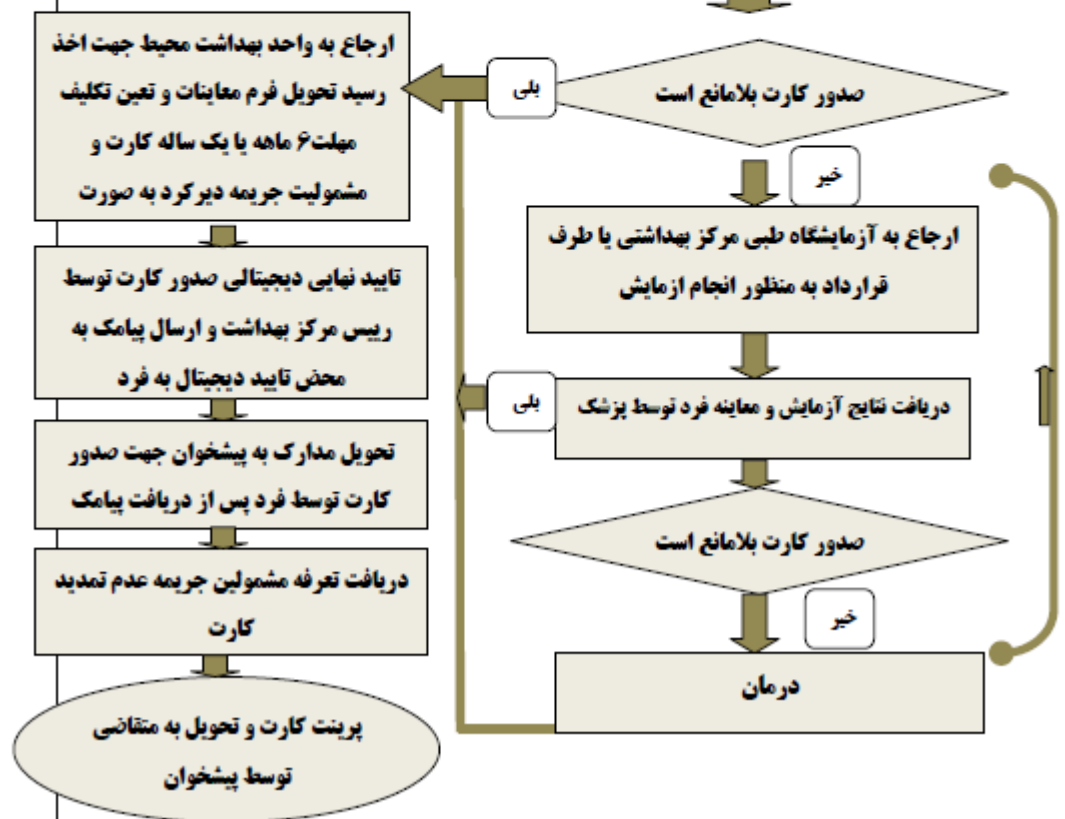 صدور کارت بلامانع است
بلی
خیر
ارجاع به آزمایشگاه طبی مرکز بهداشتی یا طرف
قرارداد به منظور انجام ازمایش
دریافت نتایج آزمایش و معاینه فرد توسط پزشک
بلی
صدور کارت بلامانع است
خیر
درمان
ارجاع به واحد بهداشت محیط جهت اخذ
رسید تحویل فرم معاینات و تعین تکلیف
مهلت۶ ماهه یا یک ساله کارت و
مشمولیت جریمه دیرکرد به صورت
تایید نهایی دیجیتالی صدور کارت توسط
رییس مرکز بهداشت و ارسال پیامک به
محض تایید دیجیتال به فرد
تحویل مدارک به پیشخوان جهت صدور
کارت توسط فرد پس از دریافت پیامک
دریافت تعرفه مشمولین جریمه عدم تمدید
کارت
پرینت کارت و تحویل به متقاضی
توسط پیشخوان